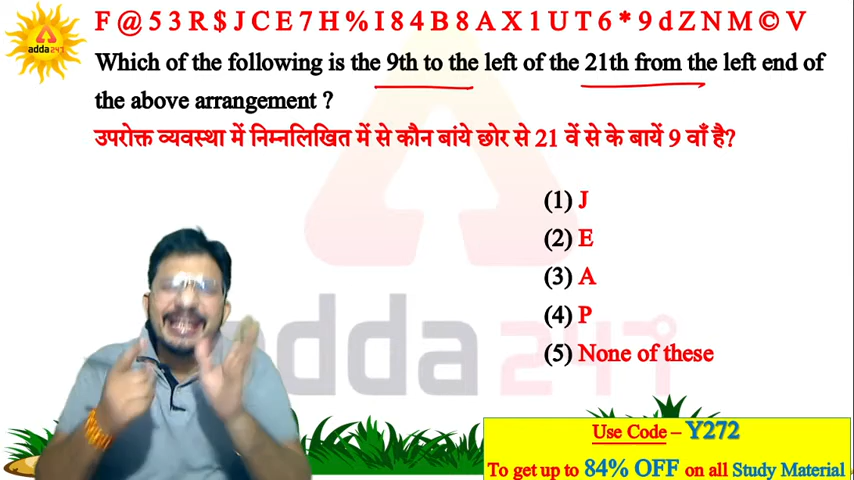 F @ 5 3 R $ J C E 7 H % I 8 4 B 8 A X 1 U T 6 * 9 d Z N M © V
adda247
Which of the following is the 9th to the left of the 21th from the left end of
the above arrangement ?
उपरोक्त व्यवस्था में निम्नलिखित में से कौन बांये छोर से 21 वें से के बायें 9 वाँ है?
(1) J
(2) E
(3) A
(4) P
(5) None of these
adda247
Use Code – Y272
To get up to 84% OFF on all Study Material